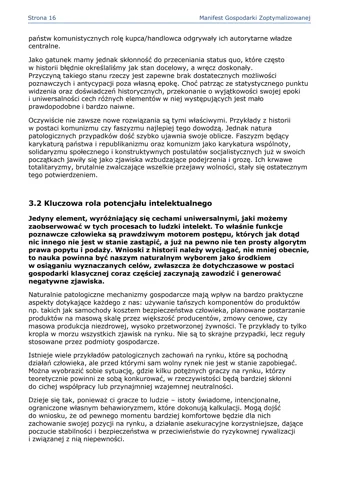 Strona 16 Manifest Gospodarki Zoptymalizowanej
państw komunistycznych rolę kupca/handlowca odgrywały ich autorytarne władze
centralne.
Jako gatunek mamy jednak skłonność do przeceniania status quo, które często
w historii błędnie określaliśmy jak stan docelowy, a wręcz doskonały.
Przyczyną takiego stanu rzeczy jest zapewne brak dostatecznych możliwości
poznawczych i antycypacji poza własną epokę. Choć patrząc ze statystycznego punktu
widzenia oraz doświadczeń historycznych, przekonanie o wyjątkowości swojej epoki
i uniwersalności cech różnych elementów w niej występujących jest mało
prawdopodobne i bardzo naiwne.
Oczywiście nie zawsze nowe rozwiązania są tymi właściwymi. Przykłady z historii
w postaci komunizmu czy faszyzmu najlepiej tego dowodzą. Jednak natura
patologicznych przypadków dość szybko ujawnia swoje oblicze. Faszyzm będący
karykaturą państwa i republikanizmu oraz komunizm jako karykatura wspólnoty,
solidaryzmu społecznego i konstruktywnych postulatów socjalistycznych już w swoich
początkach jawiły się jako zjawiska wzbudzające podejrzenia i grozę. Ich krwawe
totalitaryzmy, brutalnie zwalczające wszelkie przejawy wolności, stały się ostatecznym
tego potwierdzeniem.
3.2 Kluczowa rola potencjału intelektualnego
Jedyny element, wyróżniający się cechami uniwersalnymi, jaki możemy
zaobserwować w tych procesach to ludzki intelekt. To właśnie funkcje
poznawcze człowieka są prawdziwym motorem postępu, których jak dotąd
nic innego nie jest w stanie zastąpić, a już na pewno nie ten prosty algorytm
prawa popytu i podaży. Wnioski z historii należy wyciągać, nie mniej obecnie,
to nauka powinna być naszym naturalnym wyborem jako środkiem
w osiąganiu wyznaczanych celów, zwłaszcza że dotychczasowe w postaci
gospodarki klasycznej coraz częściej zaczynają zawodzić i generować
negatywne zjawiska.
Naturalnie patologiczne mechanizmy gospodarcze mają wpływ na bardzo praktyczne
aspekty dotykające każdego z nas: używanie tańszych komponentów do produktów
np. takich jak samochody kosztem bezpieczeństwa człowieka, planowane postarzanie
produktów na masową skalę przez większość producentów, zmowy cenowe, czy
masowa produkcja niezdrowej, wysoko przetworzonej żywności. Te przykłady to tylko
kropla w morzu wszystkich zjawisk na rynku. Nie są to skrajne przypadki, lecz reguły
stosowane przez podmioty gospodarcze.
Istnieje wiele przykładów patologicznych zachowań na rynku, które są pochodną
działań człowieka, ale przed którymi sam wolny rynek nie jest w stanie zapobiegać.
Można wyobrazić sobie sytuację, gdzie kilku potężnych graczy na rynku, którzy
teoretycznie powinni ze sobą konkurować, w rzeczywistości będą bardziej skłonni
do cichej współpracy lub przynajmniej wzajemnej neutralności.
Dzieje się tak, ponieważ ci gracze to ludzie – istoty świadome, intencjonalne,
ograniczone własnym behawioryzmem, które dokonują kalkulacji. Mogą dojść
do wniosku, że od pewnego momentu bardziej komfortowe będzie dla nich
zachowanie swojej pozycji na rynku, a działanie asekuracyjne korzystniejsze, dające
poczucie stabilności i bezpieczeństwa w przeciwieństwie do ryzykownej rywalizacji
i związanej z nią niepewności.